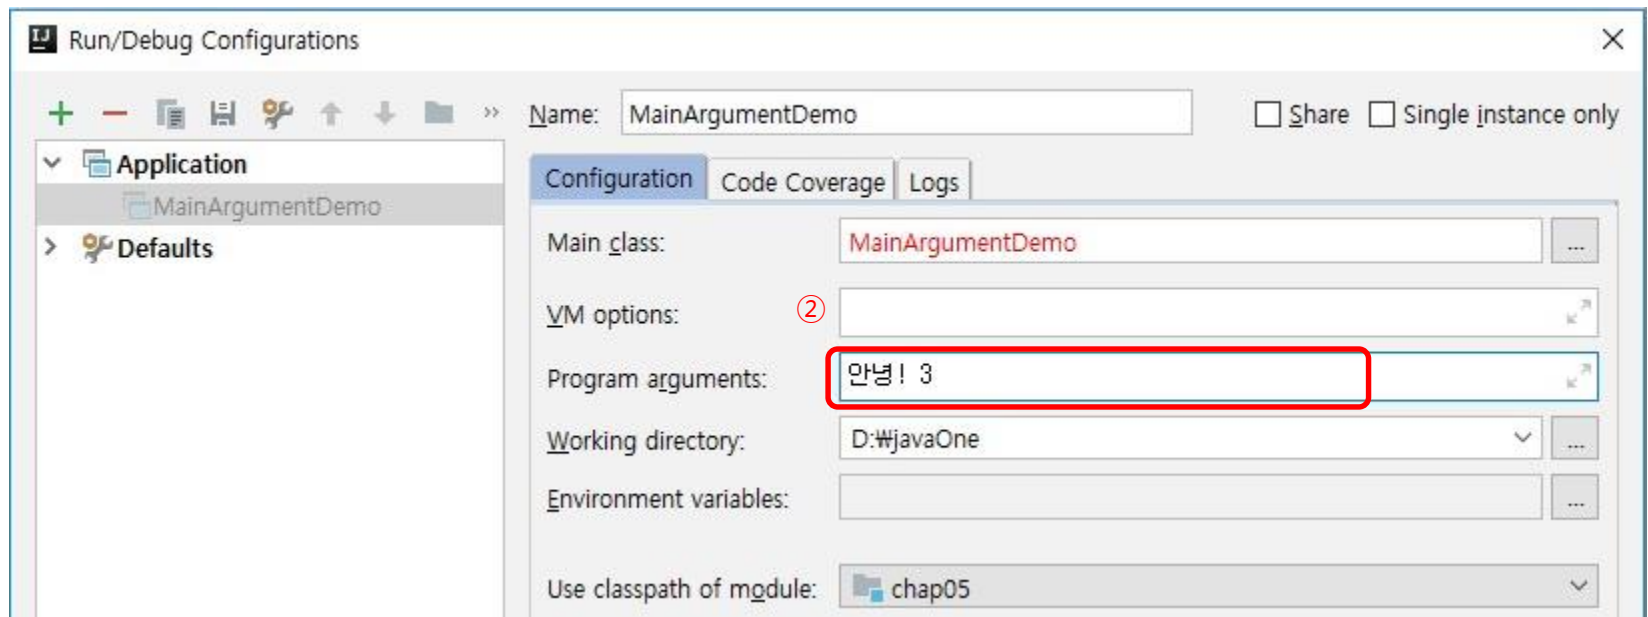 IJ Run/Debug Configurations
Name: MainArgumentDemo Share Single instance only
Application
MainArgumentDemo
Defaults
Configuration Code Coverage Logs
Main class: MainArgumentDemo ...
VM options: ②
Program arguments: 안녕! 3
Working directory: D:₩javaOne ...
Environment variables: ...
Use classpath of module: chap05